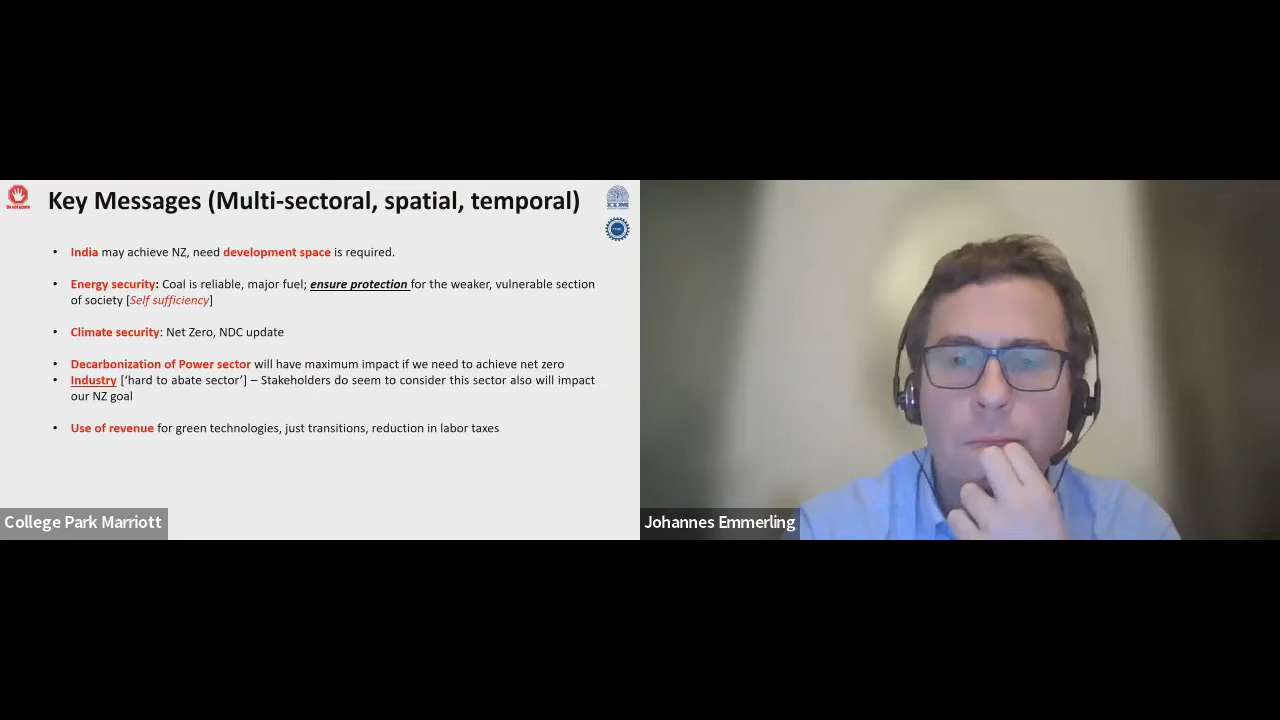 Do not quote
Key Messages (Multi-sectoral, spatial, temporal)
IIM
• India may achieve NZ, need development space is required.
• Energy security: Coal is reliable, major fuel; ensure protection for the weaker, vulnerable section
of society [Self sufficiency]
• Climate security: Net Zero, NDC update
• Decarbonization of Power sector will have maximum impact if we need to achieve net zero
• Industry [‘hard to abate sector’] – Stakeholders do seem to consider this sector also will impact
our NZ goal
• Use of revenue for green technologies, just transitions, reduction in labor taxes
College Park Marriott
Johannes Emmerling